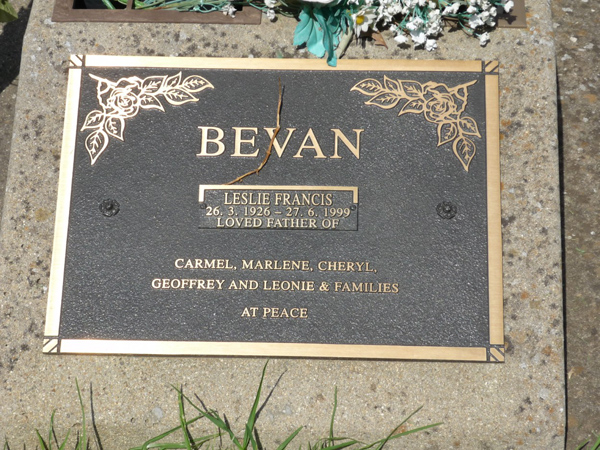 BEVAN
LESLIE FRANCIS
26. 3. 1926 – 27. 6. 1999
LOVED FATHER OF
CARMEL, MARLENE, CHERYL,
GEOFFREY AND LEONIE & FAMILIES
AT PEACE